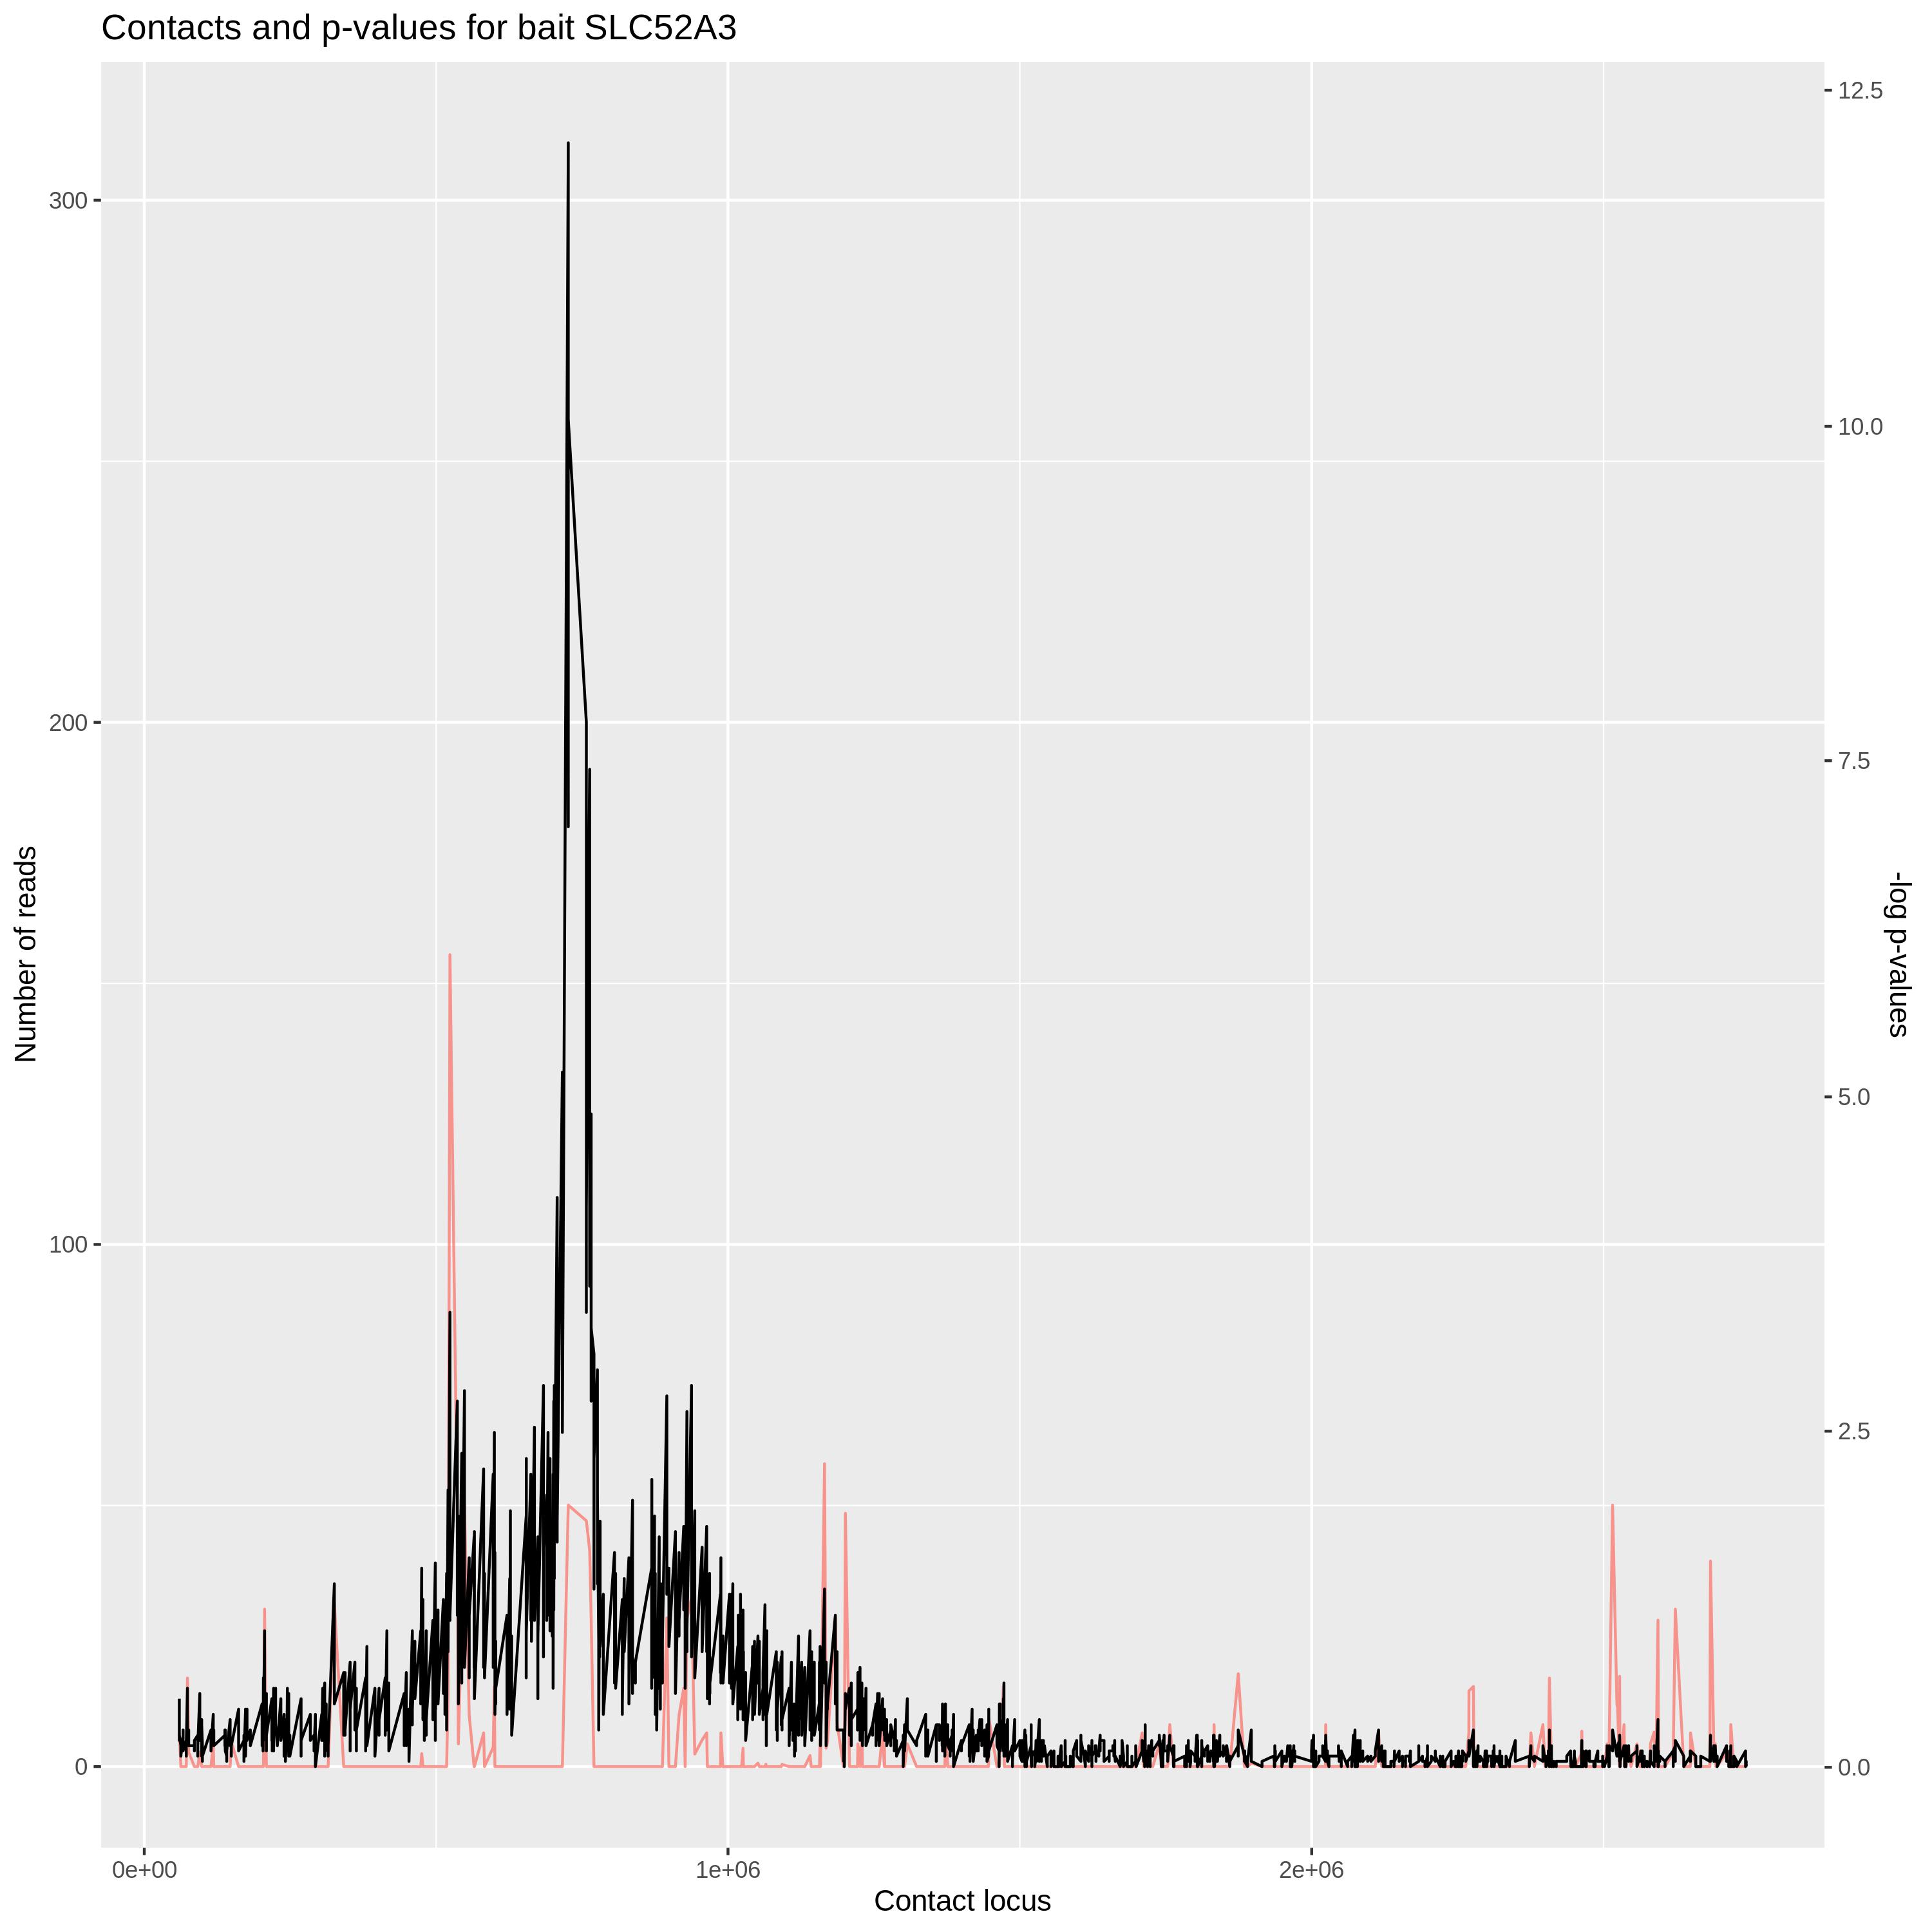 Contacts and p-values for bait SLC52A3
Number of reads
300
200
100
0
12.5
10.0
7.5
5.0
2.5
0.0
-log p-values
0e+00 1e+06 2e+06
Contact locus